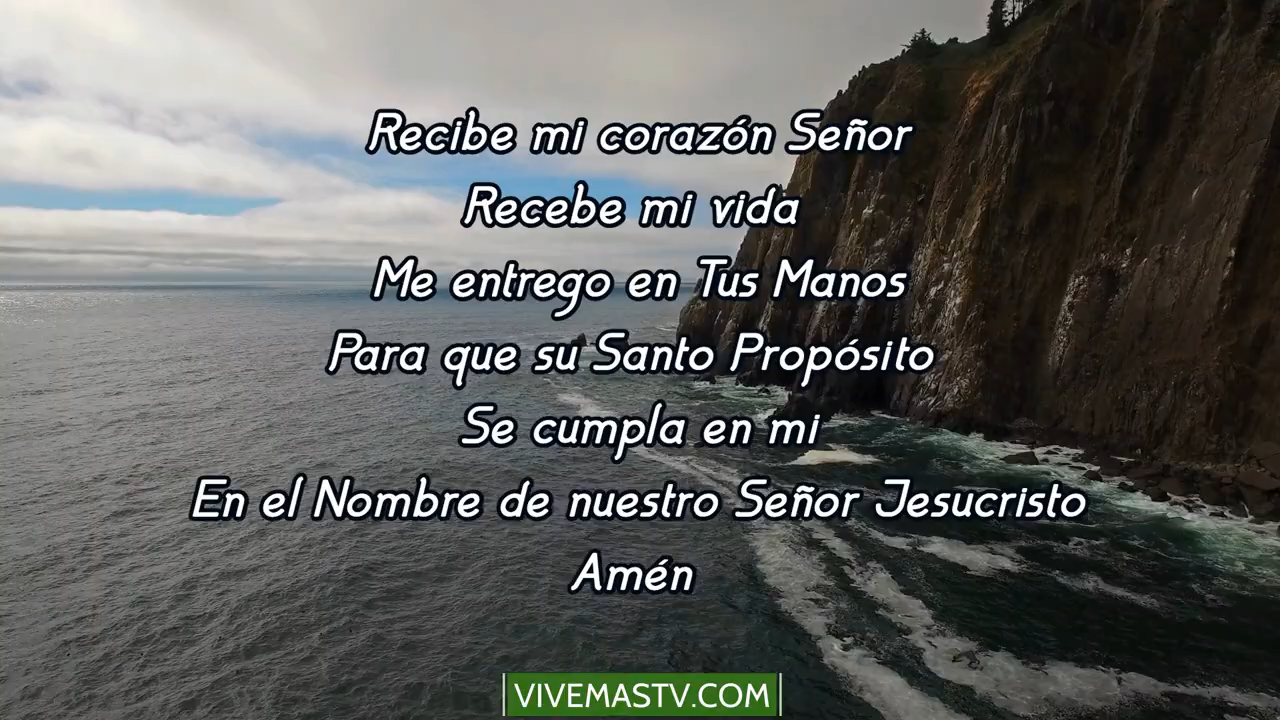 Recibe mi corazón Señor
Recebe mi vida
Me entrego en Tus Manos
Para que su Santo Propósito
Se cumpla en mi
En el Nombre de nuestro Señor Jesucristo
Amén
VIVEMASTV.COM